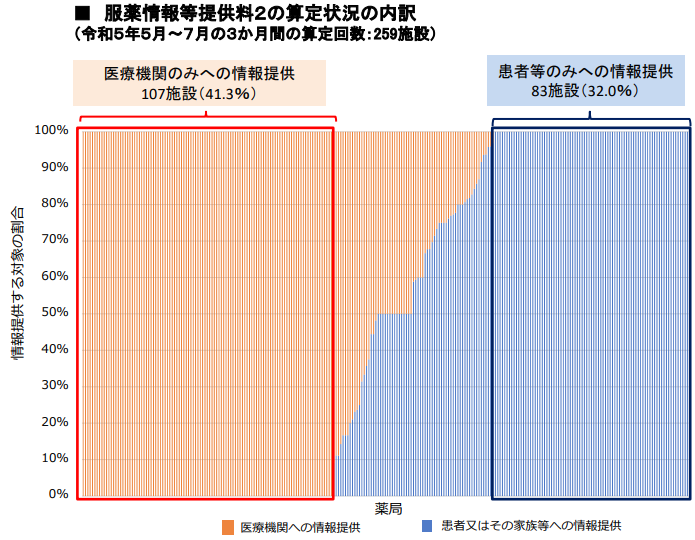 ■ 服薬情報等提供料２の算定状況の内訳
（令和５年５月～７月の３か月間の算定回数：259施設）
医療機関のみへの情報提供
107施設（41.3％）
患者等のみへの情報提供
83施設（32.0％）
情報提供する対象の割合
100%
90%
80%
70%
60%
50%
40%
30%
20%
10%
0%
薬局
医療機関への情報提供
患者又はその家族等への情報提供